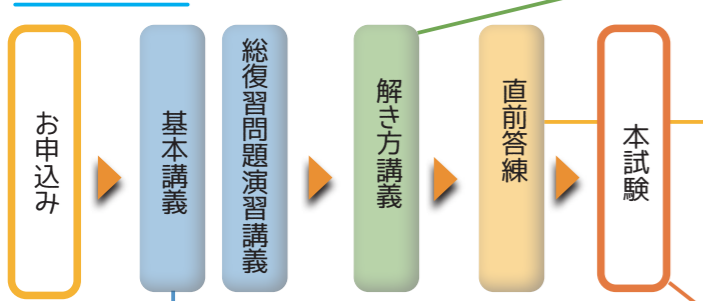 お申込み
基本講義
総復習問題演習講義
解き方講義
直前答練
本試験